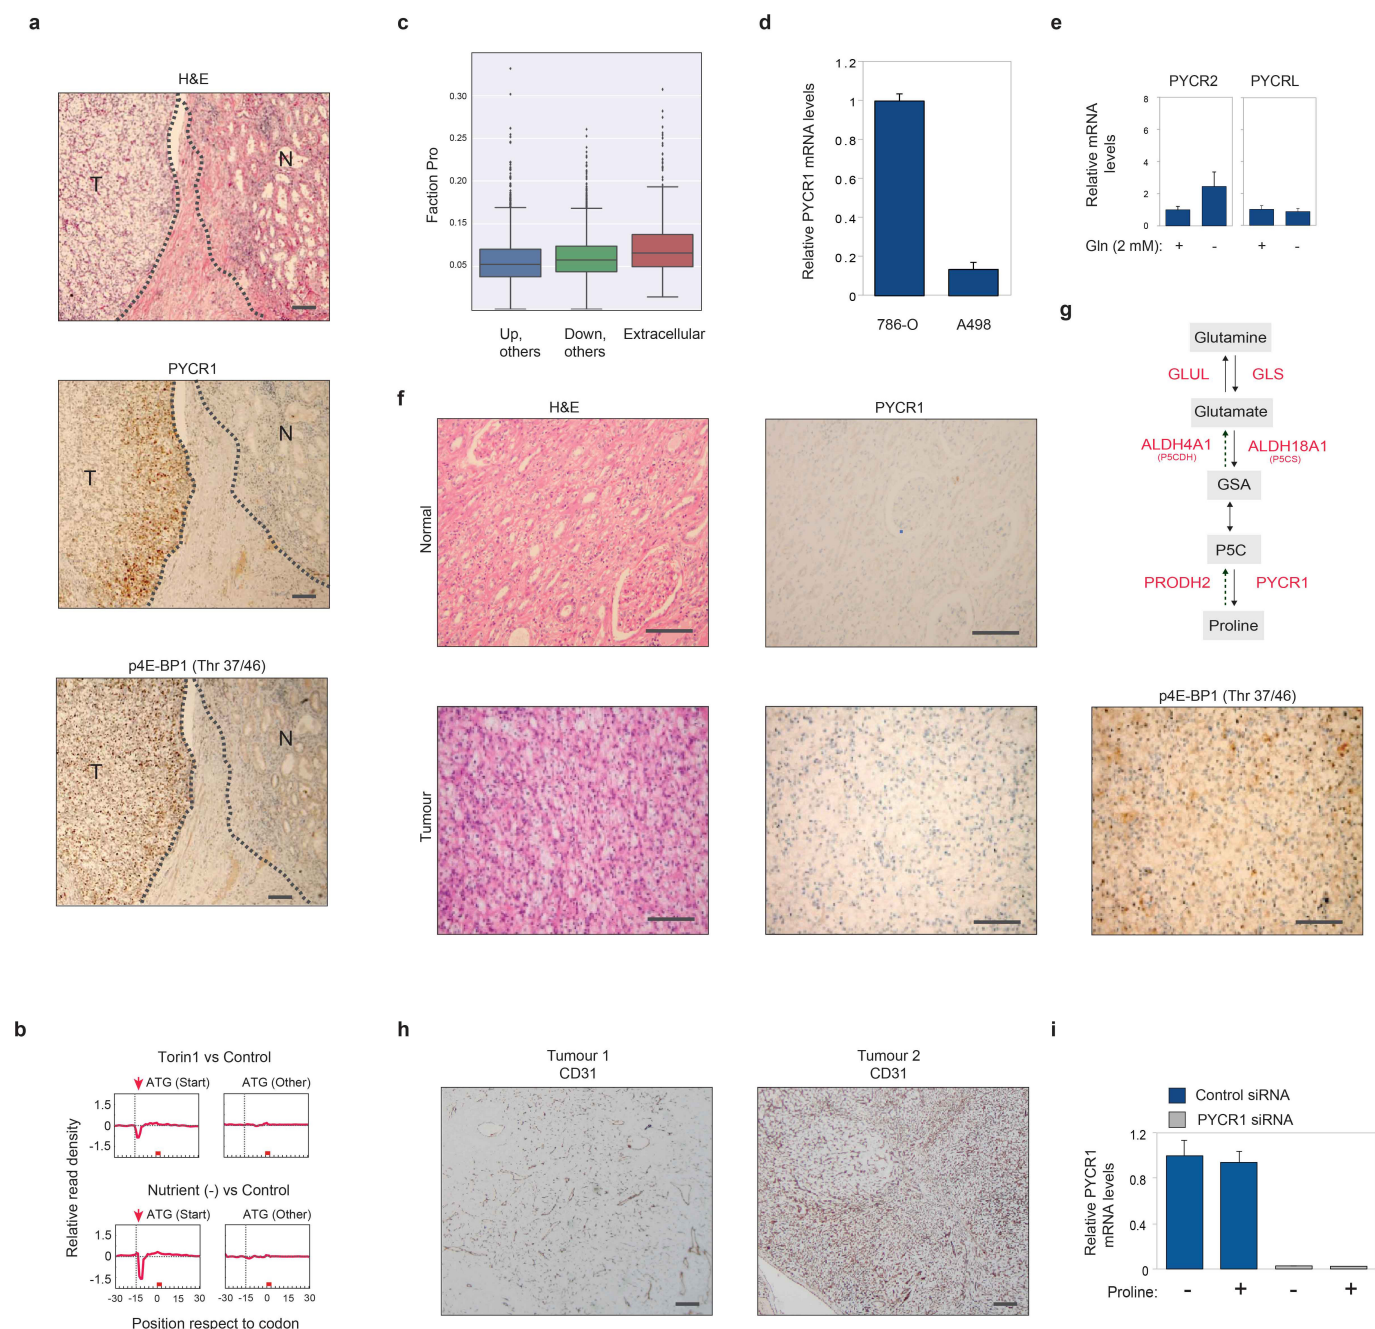 a
H&E
T
N
PYCR1
T
N
p4E-BP1 (Thr 37/46)
T
N
b
Torin1 vs Control
ATG (Start)
ATG (Other)
1.5
0
-1.5
Nutrient (-) vs Control
ATG (Start)
ATG (Other)
1.5
0
-1.5
-30 -15 0 15 30
-30 -15 0 15 30
Relative read density
Position respect to codon
c
Faction Pro
0.30
0.25
0.20
0.15
0.05
Up, others
Down, others
Extracellular
d
Relative PYCR1 mRNA levels
1.2
1
0.8
0.6
0.4
0.2
0
786-O
A498
e
PYCR2
PYCRL
Relative mRNA
levels
8
6
4
2
0
Gln (2 mM): + - + -
f
H&E
PYCR1
Normal
Tumour
p4E-BP1 (Thr 37/46)
g
Glutamine
GLUL
GLS
Glutamate
ALDH4A1
(P5CDH)
ALDH18A1
(P5CS)
GSA
P5C
PRODH2
PYCR1
Proline
h
Tumour 1
CD31
Tumour 2
CD31
i
Control siRNA
PYCR1 siRNA
Relative PYCR1
mRNA levels
1.2
0.8
0.4
0
Proline: - + - +